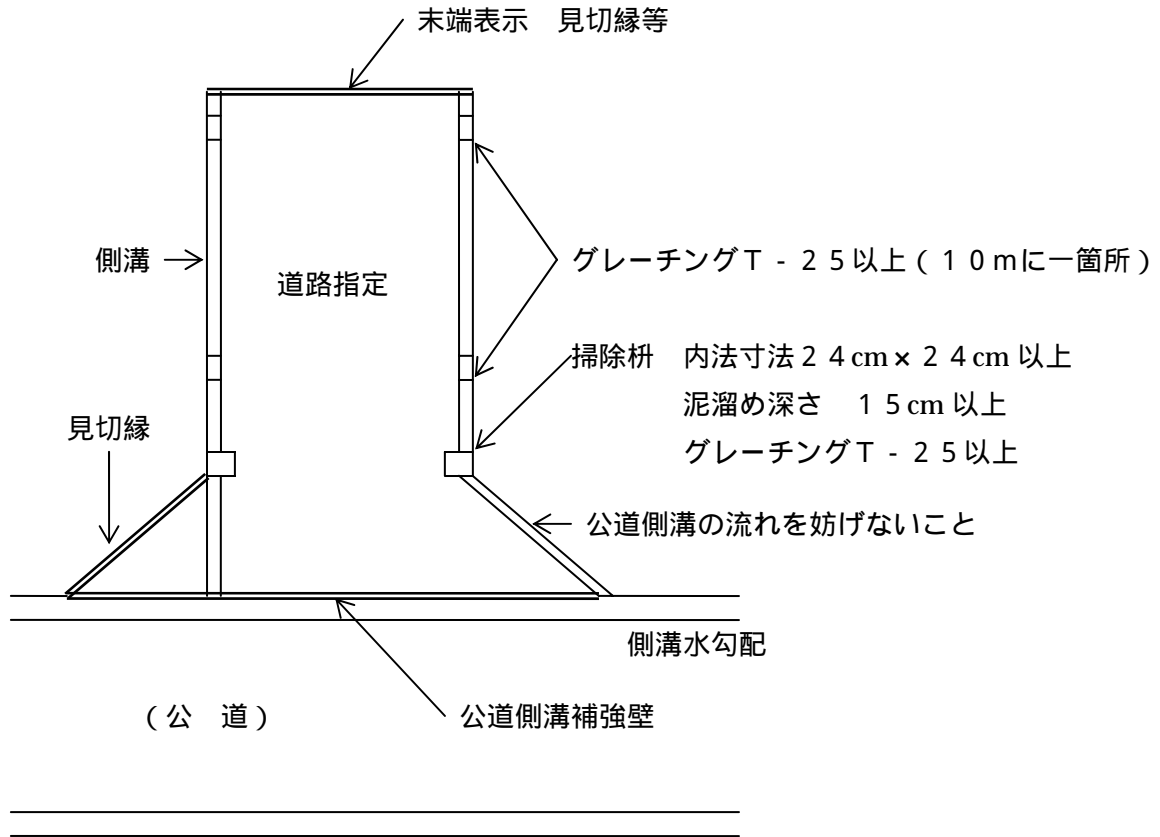 末端表示　見切縁等
側溝
道路指定
グレーチングＴ‐２５以上（１０ｍに一箇所）
掃除枡　内法寸法２４cm×２４cm 以上
泥溜め深さ　１５cm 以上
グレーチングＴ‐２５以上
見切縁
公道側溝の流れを妨げないこと
側溝水勾配
（公　道）
公道側溝補強壁